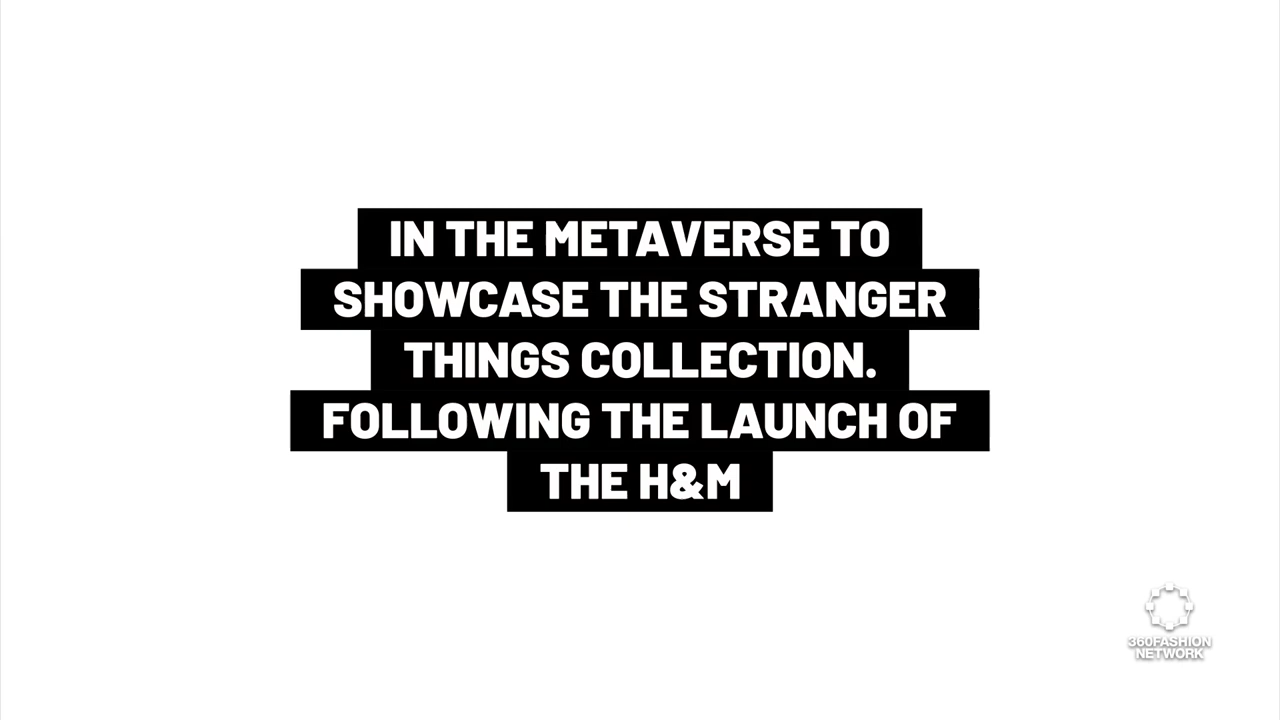 IN THE METAVERSE TO
SHOWCASE THE STRANGER
THINGS COLLECTION.
FOLLOWING THE LAUNCH OF
THE H&M
360FASHION
NETWORK